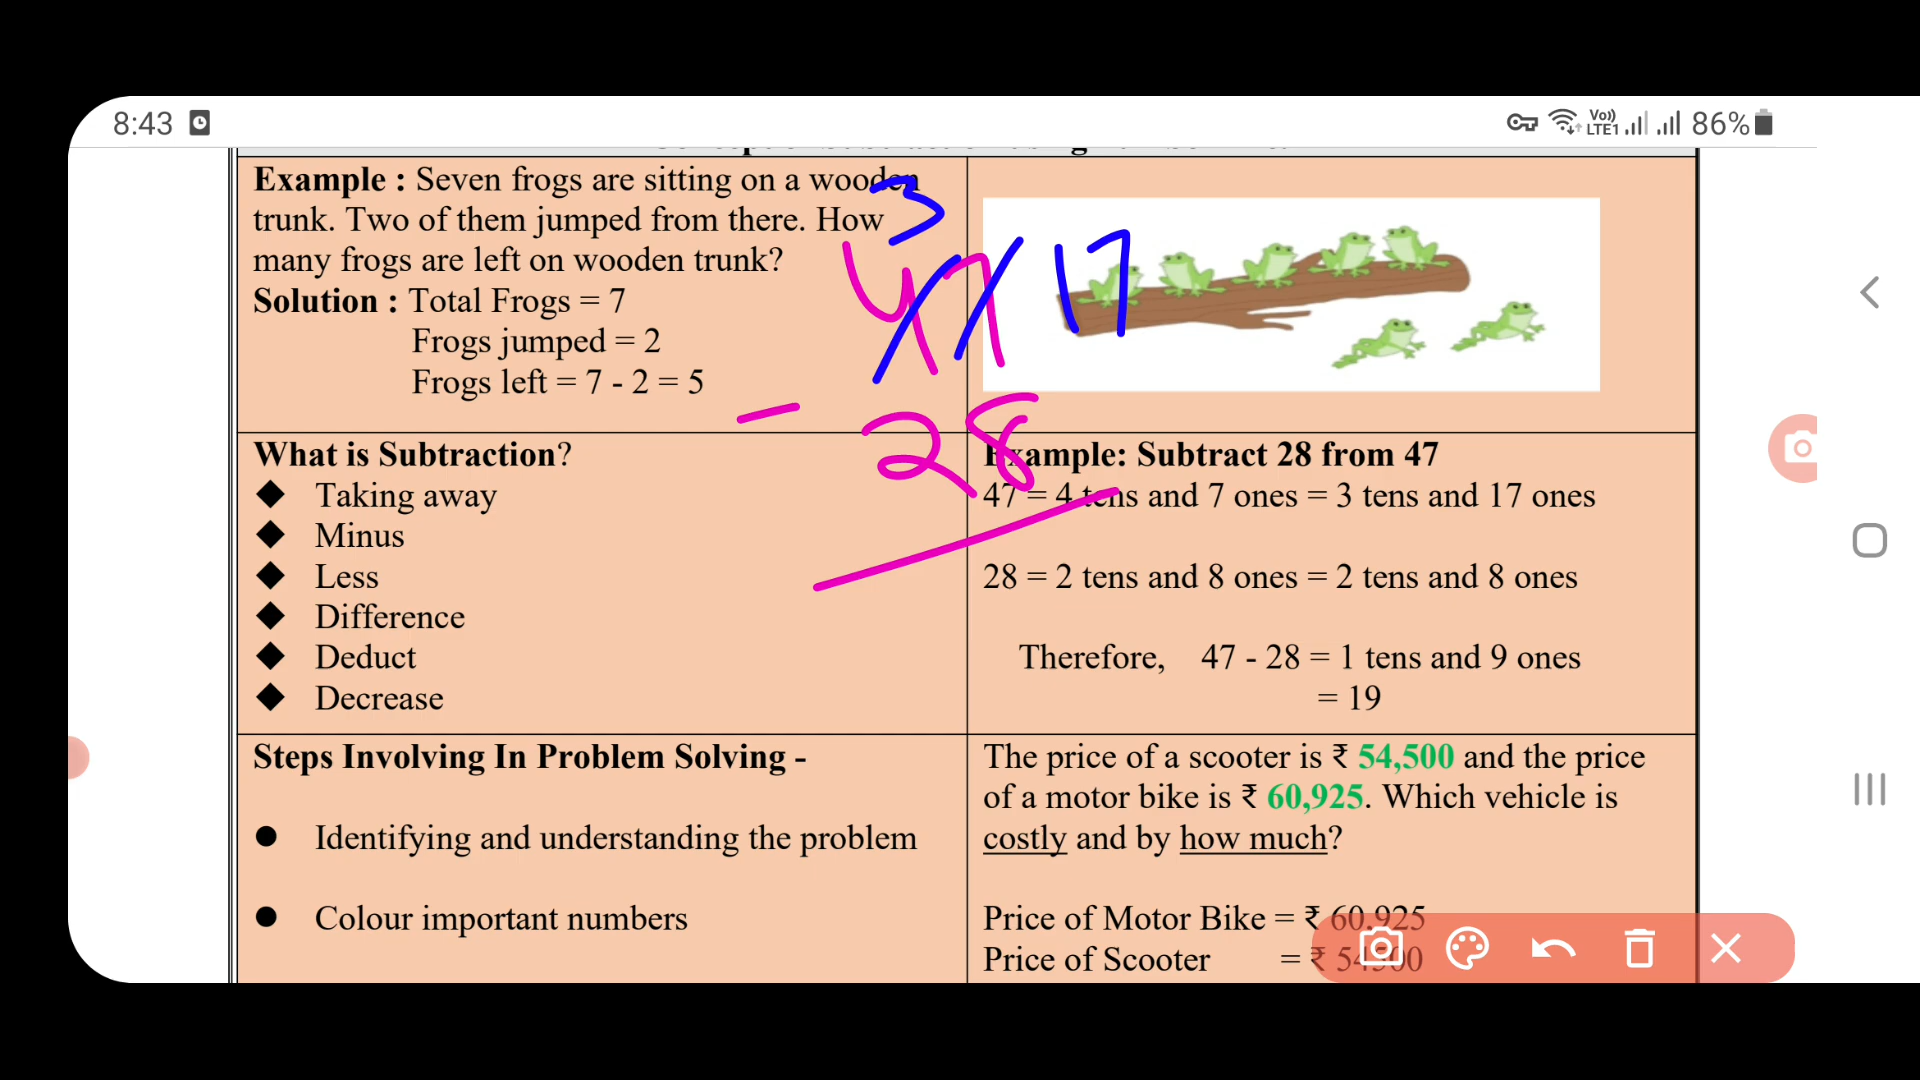 8:43
Vo)) LTE1 86%
Example : Seven frogs are sitting on a wooden
trunk. Two of them jumped from there. How
many frogs are left on wooden trunk?
Solution : Total Frogs = 7
Frogs jumped = 2
Frogs left = 7 - 2 = 5
3
47 17
- 28
What is Subtraction?
◆ Taking away
◆ Minus
◆ Less
◆ Difference
◆ Deduct
◆ Decrease
Example: Subtract 28 from 47
47 = 4 tens and 7 ones = 3 tens and 17 ones
28 = 2 tens and 8 ones = 2 tens and 8 ones
Therefore, 47 - 28 = 1 tens and 9 ones
= 19
Steps Involving In Problem Solving -
● Identifying and understanding the problem
● Colour important numbers
The price of a scooter is ₹ 54,500 and the price
of a motor bike is ₹ 60,925. Which vehicle is
costly and by how much?
Price of Motor Bike = ₹ 60,925
Price of Scooter = ₹ 54500